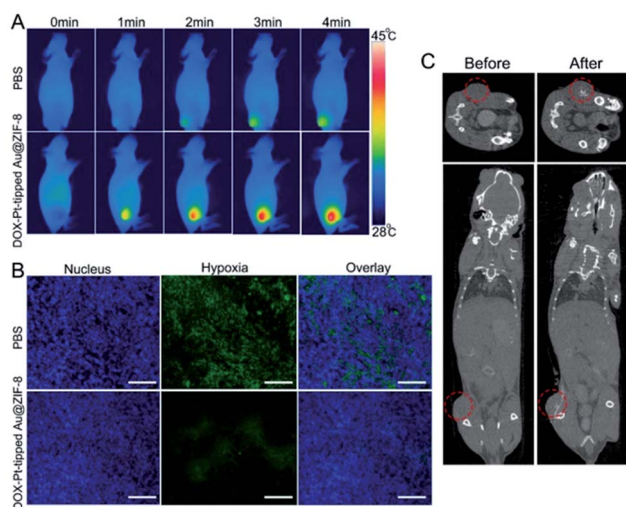 A
0min 1min 2min 3min 4min
PBS
DOX-Pt-tipped Au@ZIF-8
45℃
28℃
B
Nucleus Hypoxia Overlay
PBS
DOX-Pt-tipped Au@ZIF-8
C
Before After